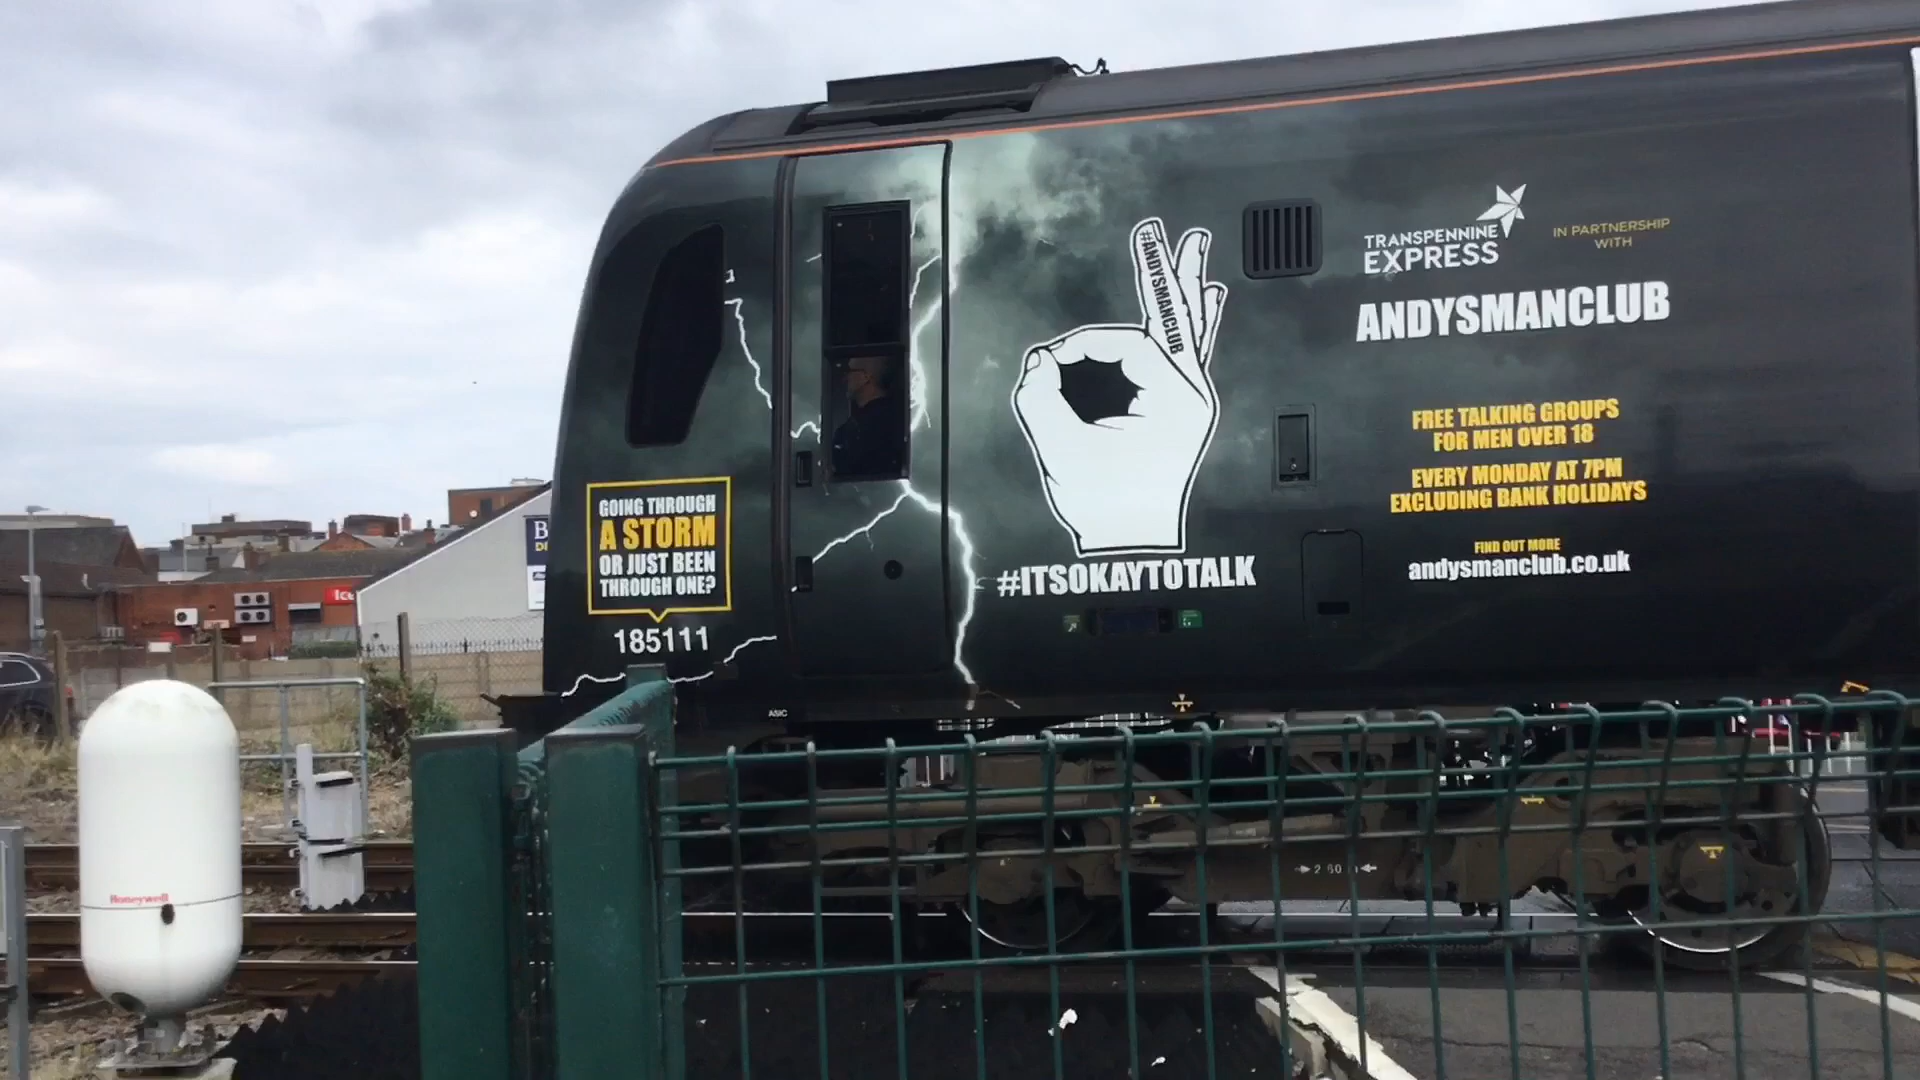 GOING THROUGH
A STORM
OR JUST BEEN
THROUGH ONE?
185111
#ANDYSMANCLUB
#ITSOKAYTOTALK
TRANSPENNINE
EXPRESS
IN PARTNERSHIP
WITH
ANDYSMANCLUB
FREE TALKING GROUPS
FOR MEN OVER 18
EVERY MONDAY AT 7PM
EXCLUDING BANK HOLIDAYS
FIND OUT MORE
andysmanclub.co.uk
Honeywell
Ice